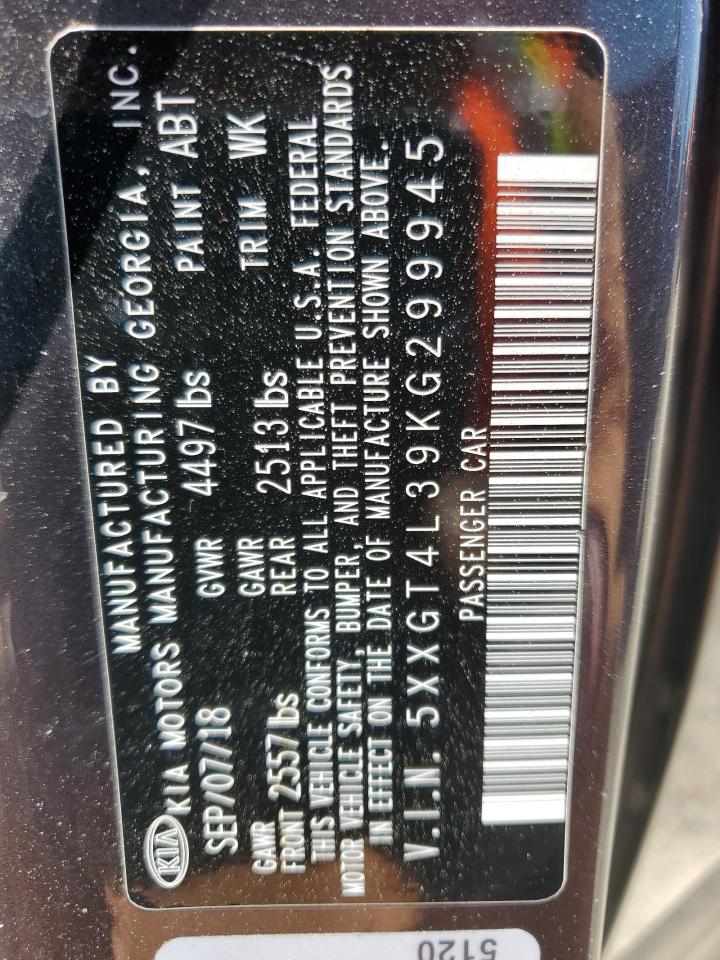 MANUFACTURED BY
KIA KIA MOTORS MANUFACTURING GEORGIA, INC.
SEP/07/18 GVWR 4497lbs PAINT ABT
GAWR GAWR
FRONT 2557lbs REAR 2513lbs TRIM WK
THIS VEHICLE CONFORMS TO ALL APPLICABLE U.S.A. FEDERAL
MOTOR VEHICLE SAFETY, BUMPER, AND THEFT PREVENTION STANDARDS
IN EFFECT ON THE DATE OF MANUFACTURE SHOWN ABOVE.
V.I.N. 5XXGT4L39KG299945
PASSENGER CAR
5120